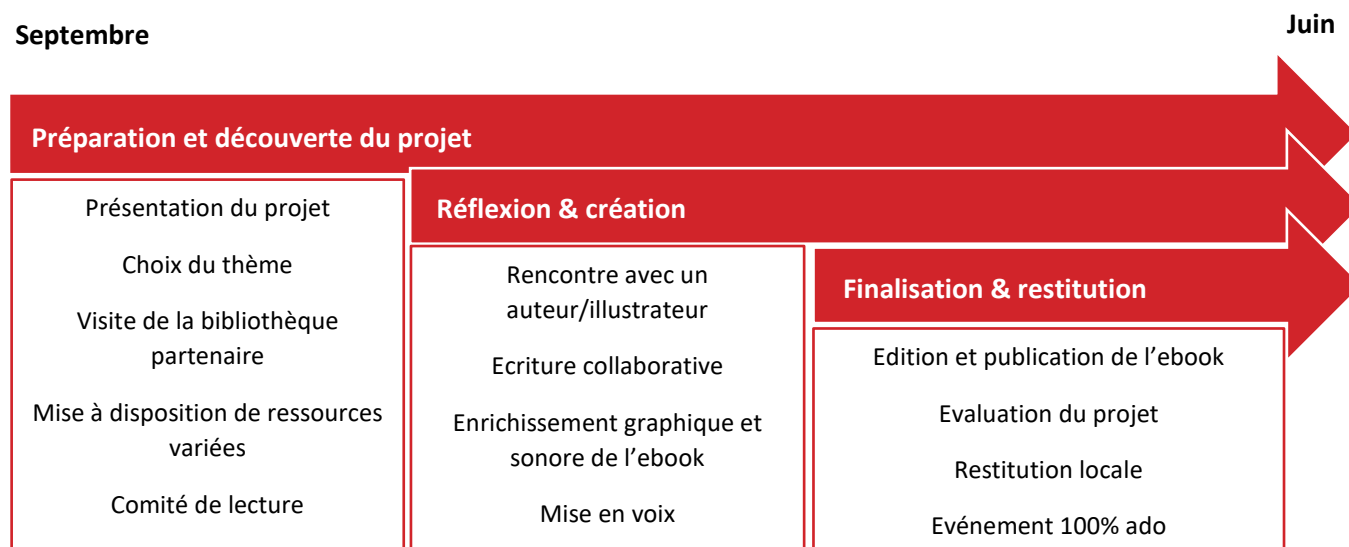 Septembre
Juin
Préparation et découverte du projet
Présentation du projet
Choix du thème
Visite de la bibliothèque
partenaire
Mise à disposition de ressources
variées
Comité de lecture
Réflexion & création
Rencontre avec un
auteur/illustrateur
Ecriture collaborative
Enrichissement graphique et
sonore de l’ebook
Mise en voix
Finalisation & restitution
Edition et publication de l’ebook
Evaluation du projet
Restitution locale
Evénement 100% ado